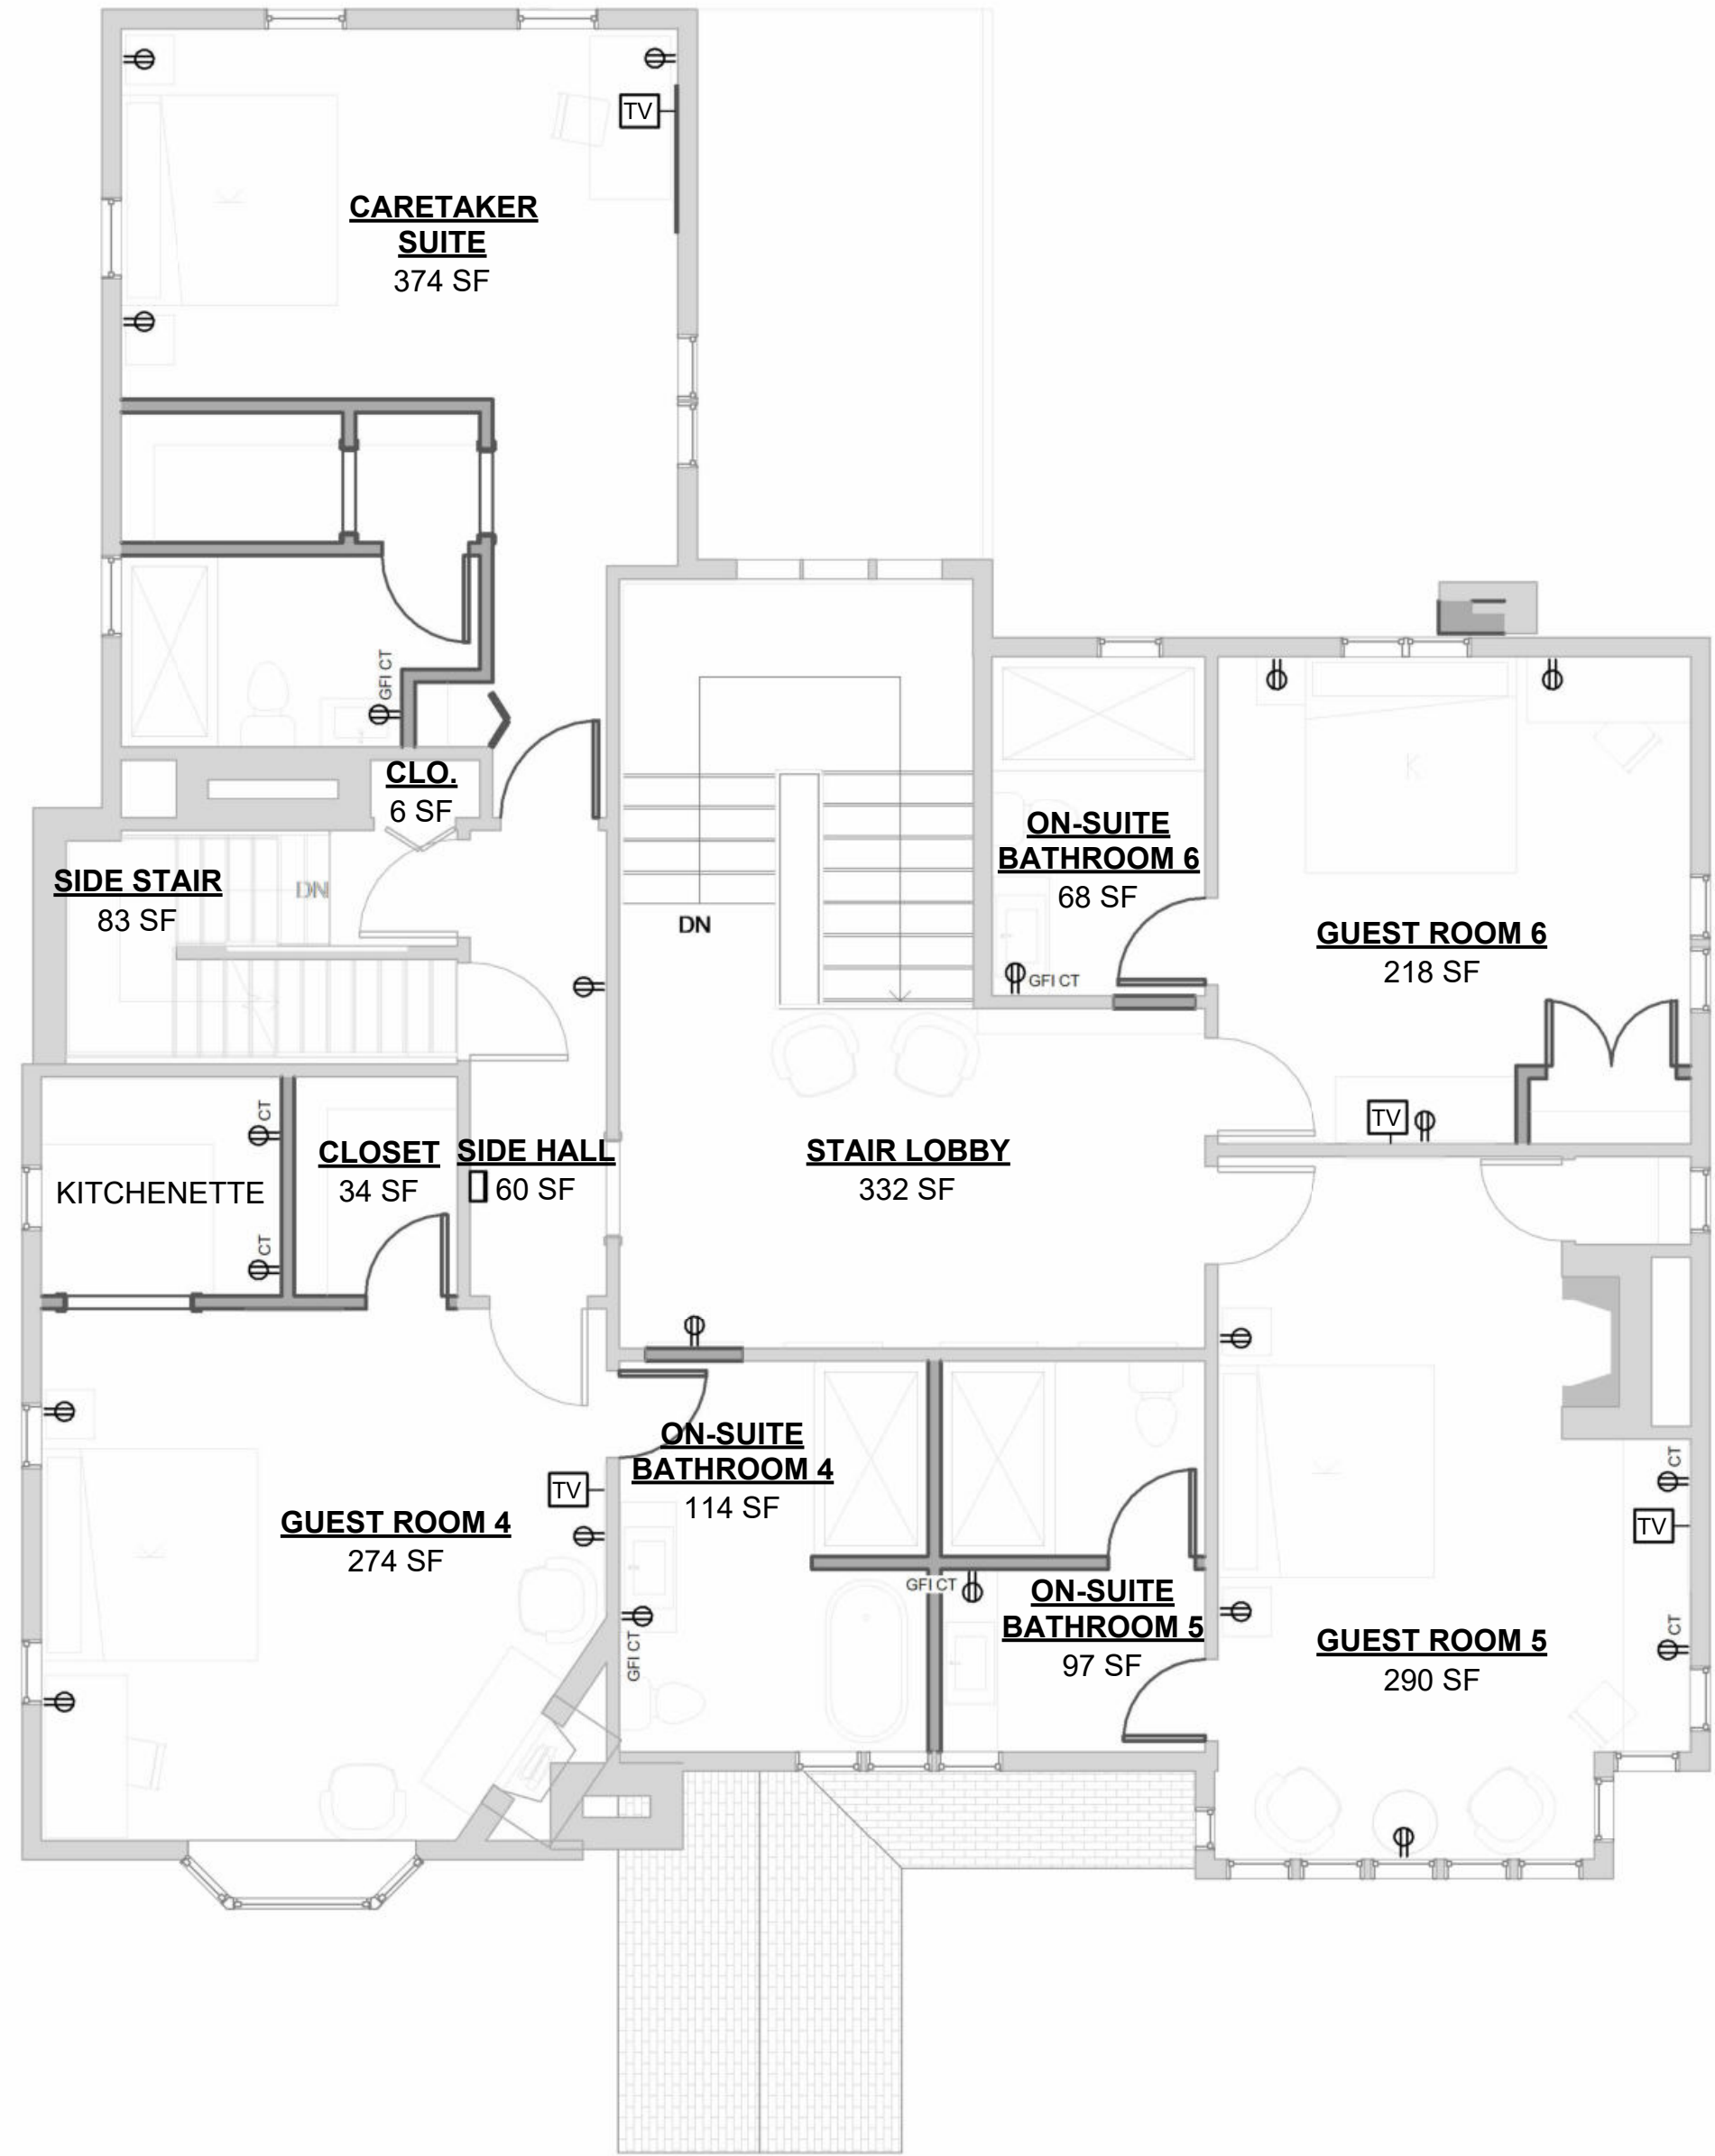 TV
CARETAKER
SUITE
374 SF
K
GFI CT
CLO.
6 SF
SIDE STAIR
83 SF
DN
DN
ON-SUITE
BATHROOM 6
68 SF
GFI CT
K
GUEST ROOM 6
218 SF
TV
CT
CT
KITCHENETTE
CLOSET
34 SF
SIDE HALL
60 SF
STAIR LOBBY
332 SF
ON-SUITE
BATHROOM 4
114 SF
GFI CT
TV
GUEST ROOM 4
274 SF
K
GFI CT
ON-SUITE
BATHROOM 5
97 SF
K
CT
TV
CT
GUEST ROOM 5
290 SF